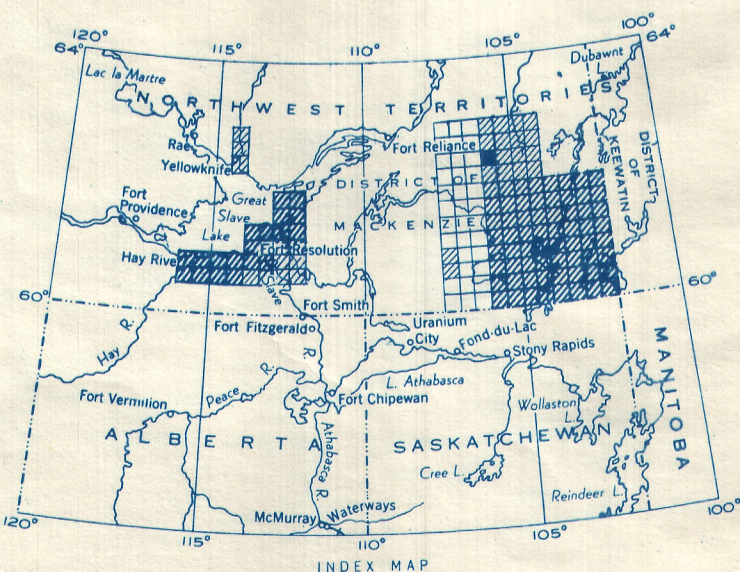 120°
115°
110°
105°
100°
64°
64°
Lac la Martre
Dubawnt
L.
NORTHWEST TERRITORIES
Rae
Fort Reliance
Yellowknife
DISTRICT OF
MACKENZIE
DISTRICT
OF
KEEWATIN
Great
Slave
Lake
Fort
Providence
Fort Resolution
Hay River
Slave
Fort Smith
60°
60°
Fort Fitzgerald
R.
Uranium
City
Fond-du-Lac
Stony Rapids
Hay R.
MANITOBA
Peace R.
L. Athabasca
Fort Vermilion
Fort Chipewan
Wollaston
L.
ALBERTA
SASKATCHEWAN
Athabasca R.
Cree L.
Reindeer L.
McMurray
Waterways
120°
115°
110°
105°
100°
INDEX MAP